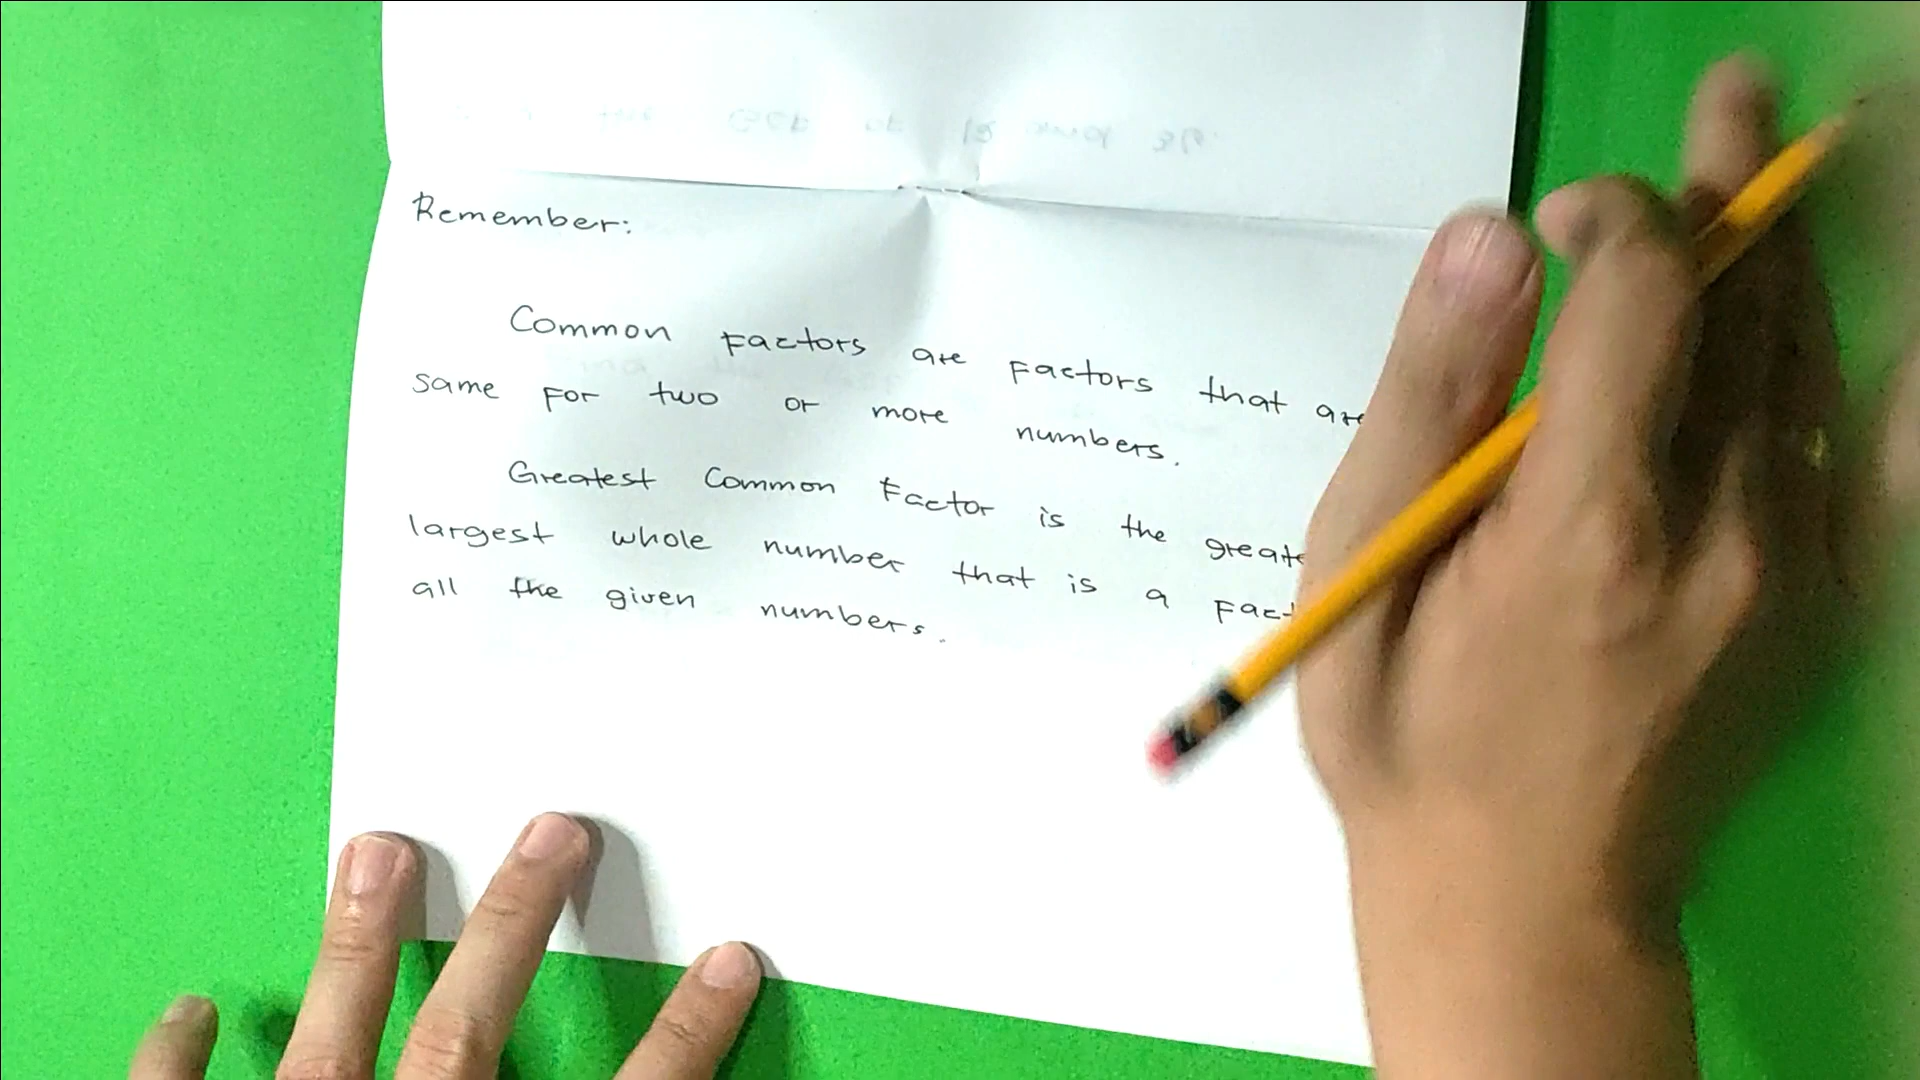 Remember:
Common Factors are Factors that are
same for two or more numbers.
Greatest Common Factor is the
largest whole number that is a
all the given numbers.